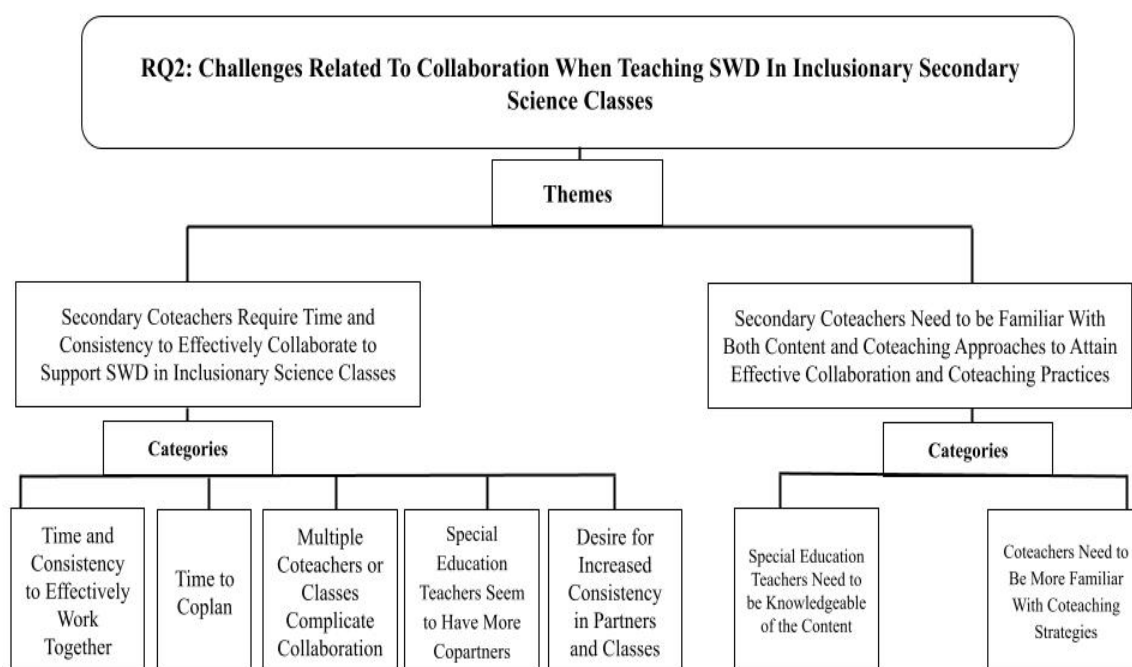 RQ2: Challenges Related To Collaboration When Teaching SWD In Inclusionary Secondary
Science Classes
Themes
Secondary Coteachers Require Time and
Consistency to Effectively Collaborate to
Support SWD in Inclusionary Science Classes
Secondary Coteachers Need to be Familiar With
Both Content and Coteaching Approaches to Attain
Effective Collaboration and Coteaching Practices
Categories
Categories
Time and
Consistency
to Effectively
Work
Together
Time to
Coplan
Multiple
Coteachers or
Classes
Complicate
Collaboration
Special
Education
Teachers Seem
to Have More
Copartners
Desire for
Increased
Consistency
in Partners
and Classes
Special Education
Teachers Need to
be Knowledgeable
of the Content
Coteachers Need to
Be More Familiar
With Coteaching
Strategies